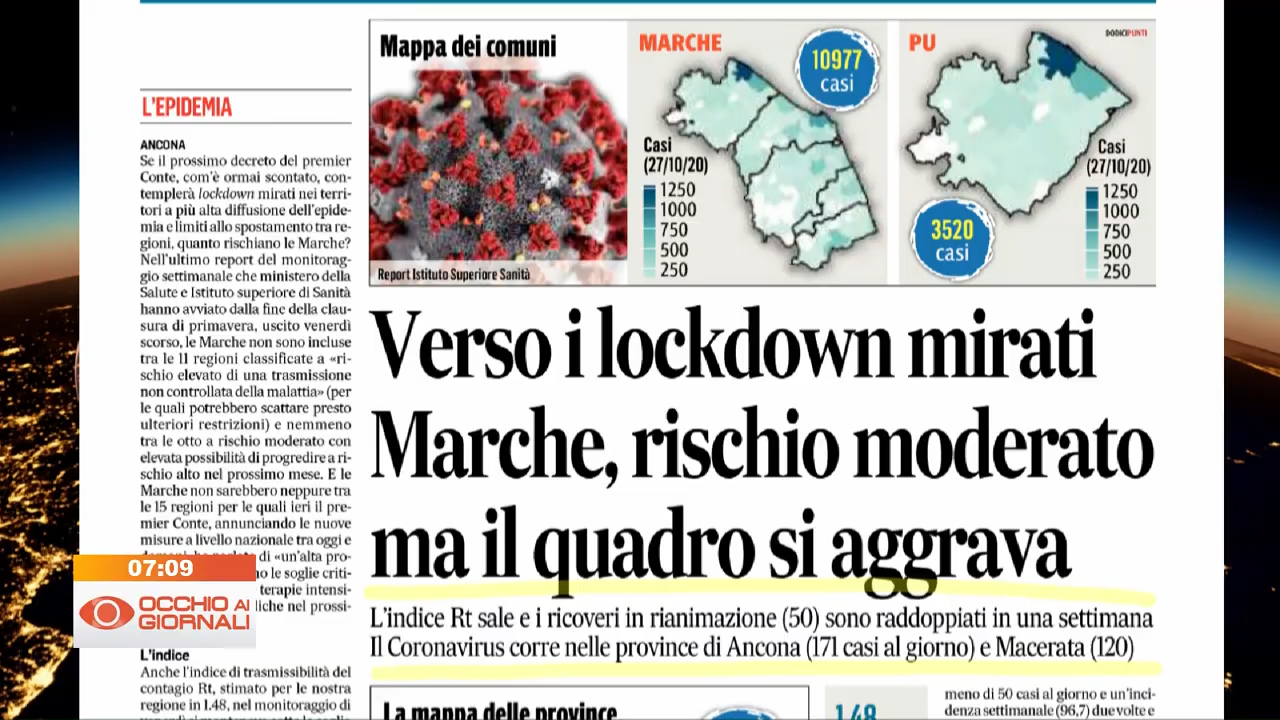 Mappa dei comuni
Report Istituto Superiore Sanità
MARCHE
10977
casi
Casi
(27/10/20)
1250
1000
750
500
250
PU
DODICIPUNTI
3520
casi
Casi
(27/10/20)
1250
1000
750
500
250
L'EPIDEMIA
ANCONA
Se il prossimo decreto del premier
Conte, com'è ormai scontato, con-
templerà lockdown mirati nei terri-
tori a più alta diffusione dell'epide-
mia e limiti allo spostamento tra re-
gioni, quanto rischiano le Marche?
Nell'ultimo report del monitorag-
gio settimanale che ministero della
Salute e Istituto superiore di Sanità
hanno avviato dalla fine della clau-
sura di primavera, uscito venerdì
scorso, le Marche non sono incluse
tra le 11 regioni classificate a «ri-
schio elevato di una trasmissione
non controllata della malattia» (per
le quali potrebbero scattare presto
ulteriori restrizioni) e nemmeno
tra le otto a rischio moderato con
elevata possibilità di progredire a ri-
schio alto nel prossimo mese. E le
Marche non sarebbero neppure tra
le 15 regioni per le quali ieri il pre-
mier Conte, annunciando le nuove
misure a livello nazionale tra oggi e
di «un'alta pro-
o le soglie criti-
terapie intensi-
liche nel prossi-
L'indice
Anche l'indice di trasmissibilità del
contagio Rt, stimato per le nostra
regione in 1.48, nel monitoraggio di
Verso i lockdown mirati
Marche, rischio moderato
ma il quadro si aggrava
L'indice Rt sale e i ricoveri in rianimazione (50) sono raddoppiati in una settimana
Il Coronavirus corre nelle province di Ancona (171 casi al giorno) e Macerata (120)
La mappa delle province
1,48
meno di 50 casi al giorno e un'inci-
denza settimanale (96,7) due volte e
07:09
OCCHIO AI
GIORNALI